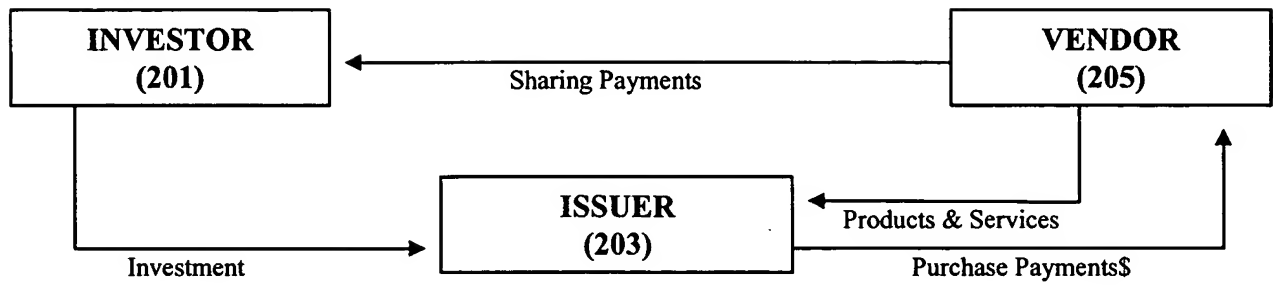 INVESTOR
(201)
VENDOR
(205)
Sharing Payments
ISSUER
(203)
Products & Services
Investment
Purchase Payments$